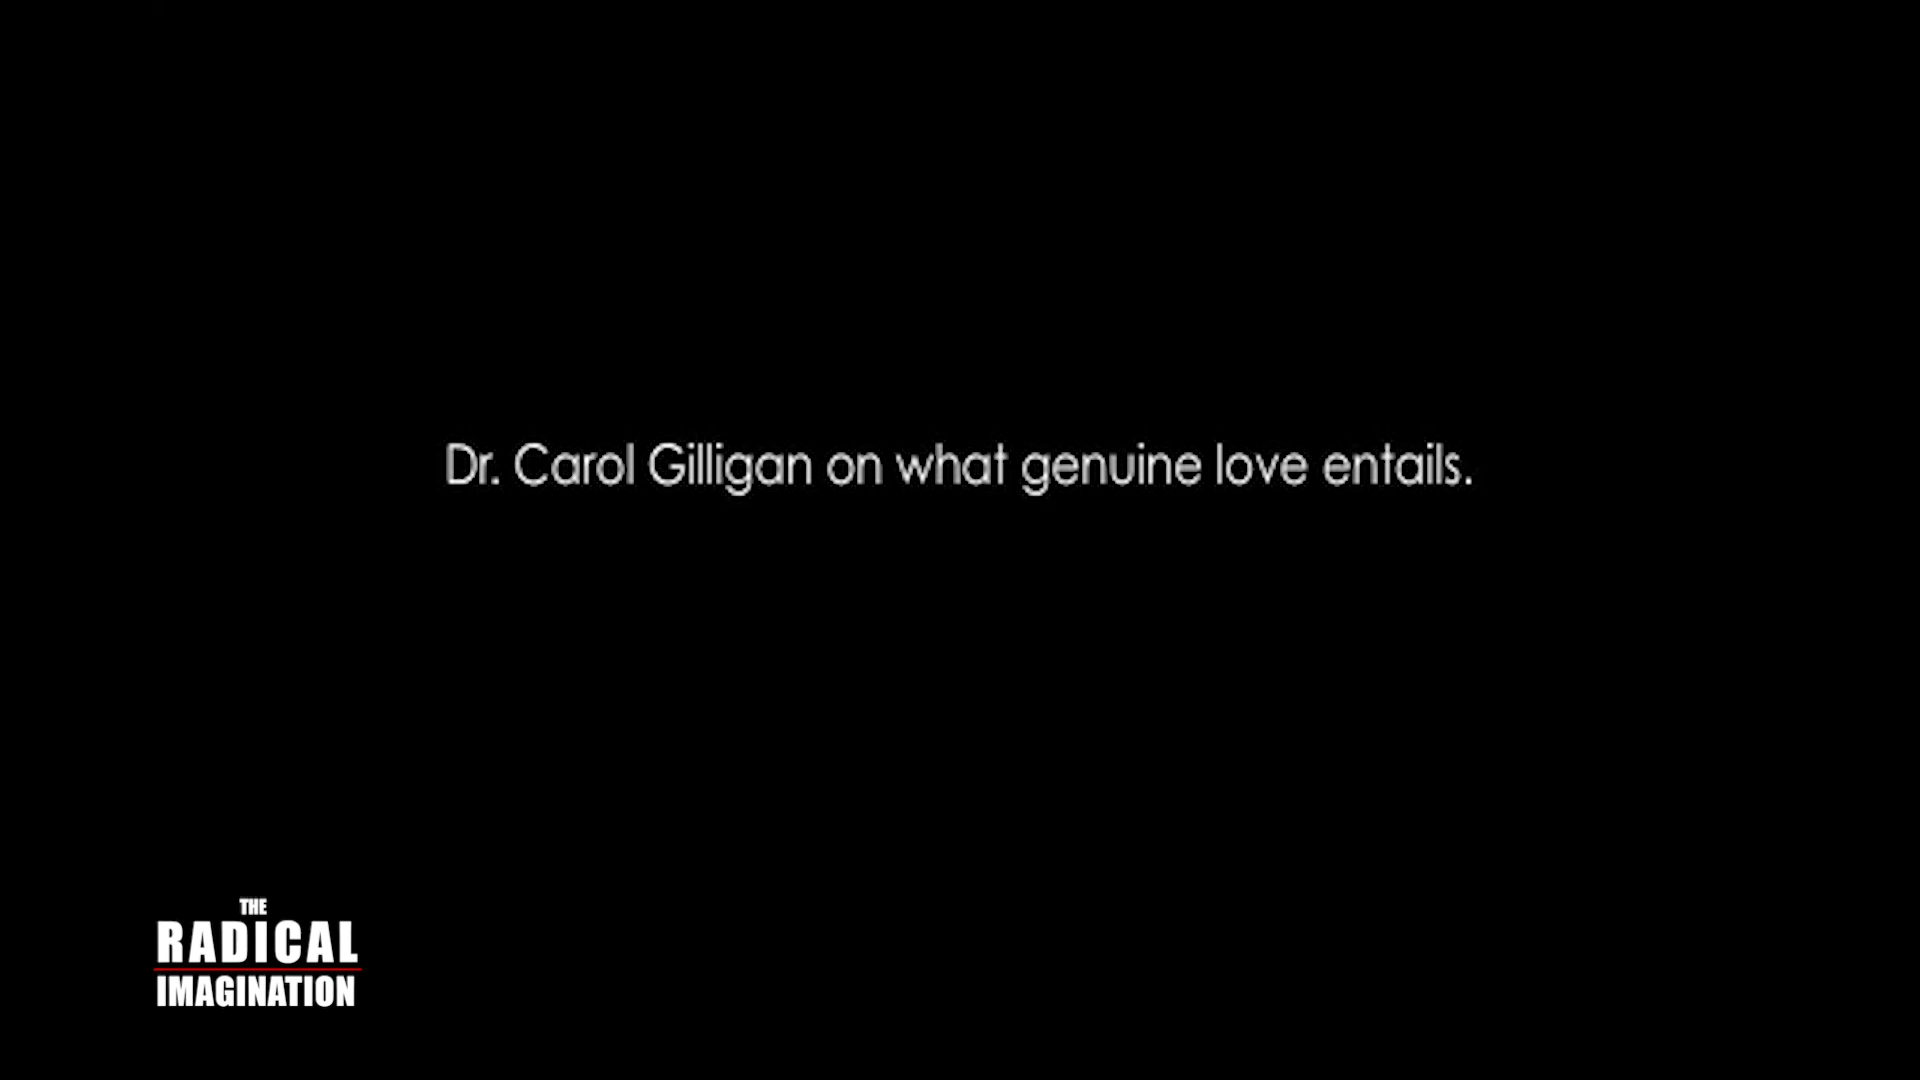 Dr. Carol Gilligan on what genuine love entails.
THE
RADICAL
IMAGINATION